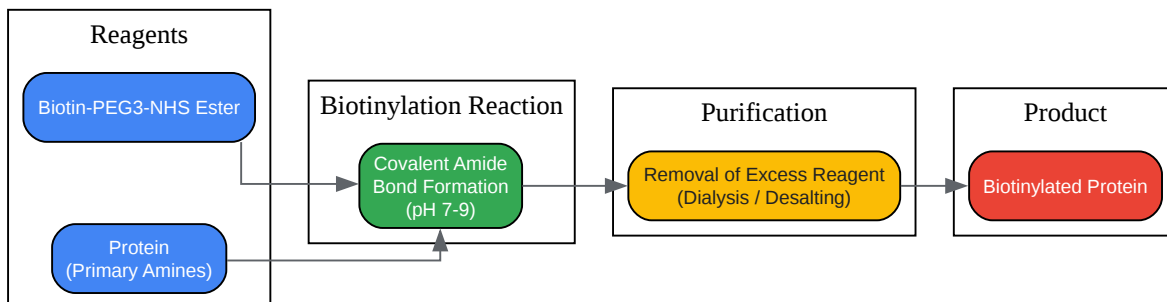 Reagents
Biotin-PEG3-NHS Ester
Protein
(Primary Amines)
Biotinylation Reaction
Covalent Amide
Bond Formation
(pH 7-9)
Purification
Removal of Excess Reagent
(Dialysis / Desalting)
Product
Biotinylated Protein